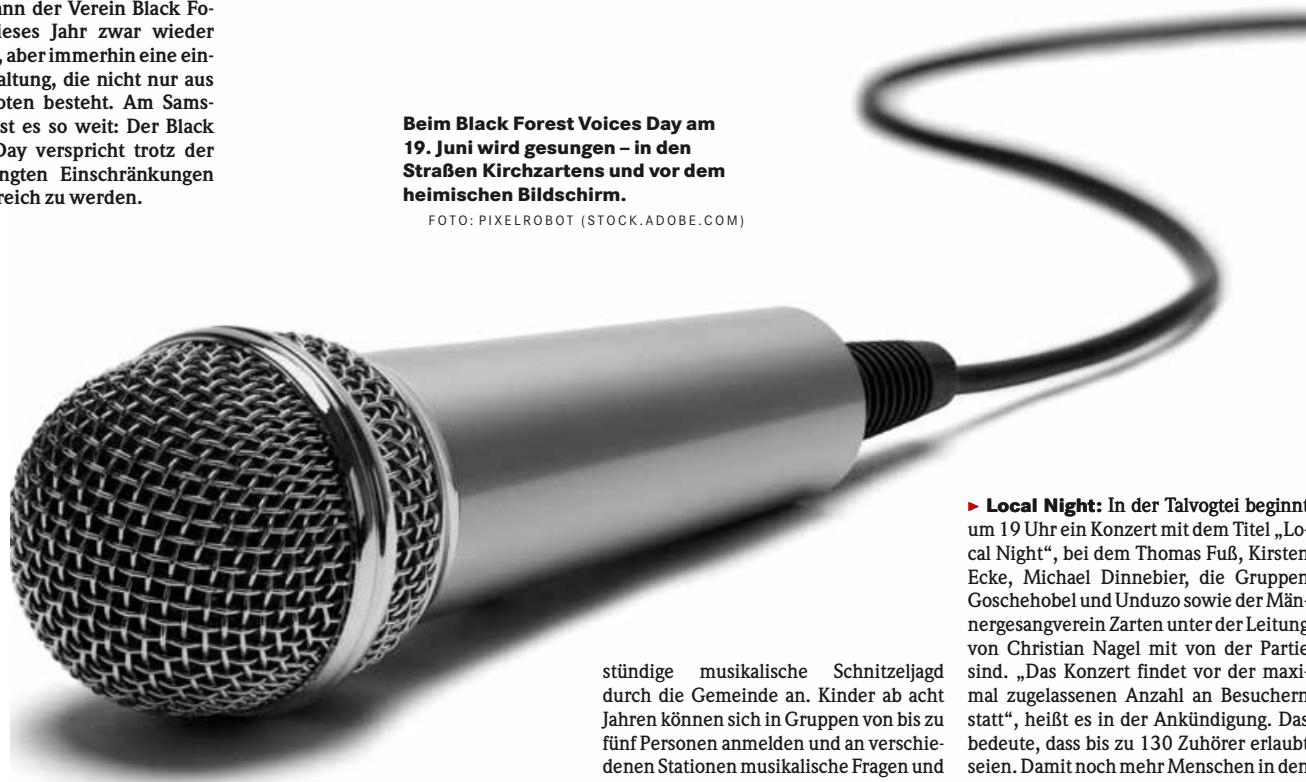 ann der Verein Black Fo-
ieses Jahr zwar wieder
, aber immerhin eine ein-
altung, die nicht nur aus
oten besteht. Am Sams-
st es so weit: Der Black
Day verspricht trotz der
ngten Einschränkungen
reich zu werden.
Beim Black Forest Voices Day am
19. Juni wird gesungen – in den
Straßen Kirchzartens und vor dem
heimischen Bildschirm.
FOTO: PIXELROBOT (STOCK.ADOBE.COM)
stündige musikalische Schnitzeljagd
durch die Gemeinde an. Kinder ab acht
Jahren können sich in Gruppen von bis zu
fünf Personen anmelden und an verschie-
denen Stationen musikalische Fragen und
► Local Night: In der Talvogtei beginnt
um 19 Uhr ein Konzert mit dem Titel „Lo-
cal Night“, bei dem Thomas Fuß, Kirsten
Ecke, Michael Dinnebier, die Gruppen
Goschehobel und Unduzo sowie der Män-
nergesangverein Zarten unter der Leitung
von Christian Nagel mit von der Partie
sind. „Das Konzert findet vor der maxi-
mal zugelassenen Anzahl an Besuchern
statt“, heißt es in der Ankündigung. Das
bedeute, dass bis zu 130 Zuhörer erlaubt
seien. Damit noch mehr Menschen in den